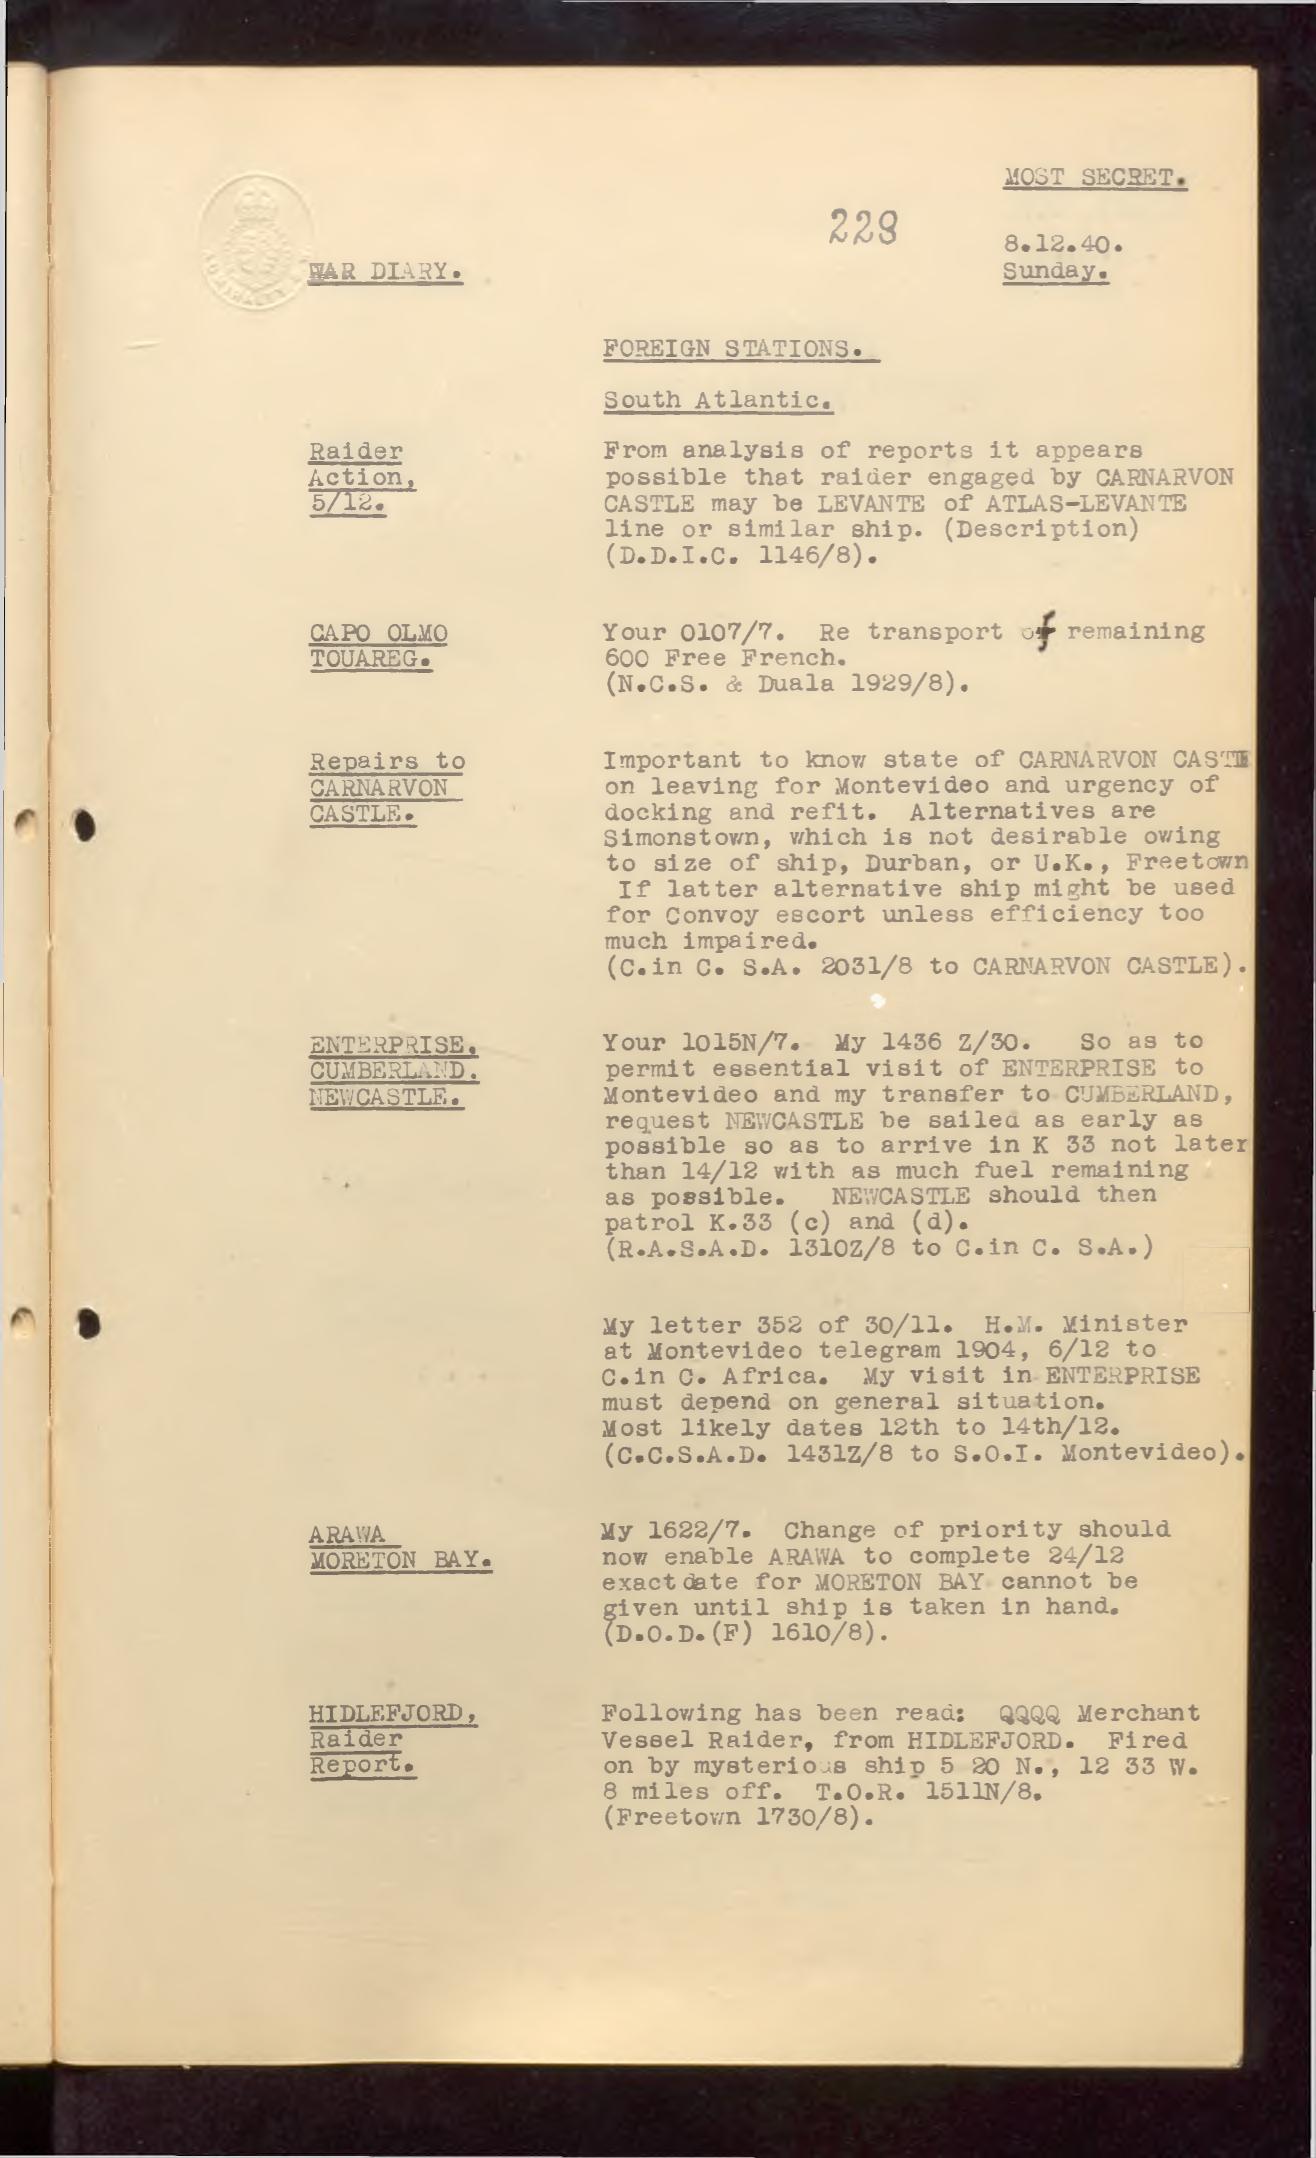 MOST SECRET.
228
8.12.40.
Sunday.
WAR DIARY.
FOREIGN STATIONS.
South Atlantic.
Raider
Action,
5/12.
From analysis of reports it appears
possible that raider engaged by CARNARVON
CASTLE may be LEVANTE of ATLAS-LEVANTE
line or similar ship. (Description)
(D.D.I.C. 1146/8).
CAPO OLMO
TOUAREG.
Your 0107/7. Re transport of remaining
600 Free French.
(N.C.S. & Duala 1929/8).
Repairs to
CARNARVON
CASTLE.
Important to know state of CARNARVON CASTLE
on leaving for Montevideo and urgency of
docking and refit. Alternatives are
Simonstown, which is not desirable owing
to size of ship, Durban, or U.K., Freetown
If latter alternative ship might be used
for Convoy escort unless efficiency too
much impaired.
(C.in C. S.A. 2031/8 to CARNARVON CASTLE).
ENTERPRISE.
CUMBERLAND.
NEWCASTLE.
Your 1015N/7. My 1436 Z/30. So as to
permit essential visit of ENTERPRISE to
Montevideo and my transfer to CUMBERLAND,
request NEWCASTLE be sailed as early as
possible so as to arrive in K 33 not later
than 14/12 with as much fuel remaining
as possible. NEWCASTLE should then
patrol K.33 (c) and (d).
(R.A.S.A.D. 1310Z/8 to C.in C. S.A.)
My letter 352 of 30/11. H.M. Minister
at Montevideo telegram 1904, 6/12 to
C.in C. Africa. My visit in ENTERPRISE
must depend on general situation.
Most likely dates 12th to 14th/12.
(C.C.S.A.D. 1431Z/8 to S.O.I. Montevideo).
ARAWA
MORETON BAY.
My 1622/7. Change of priority should
now enable ARAWA to complete 24/12
exact date for MORETON BAY cannot be
given until ship is taken in hand.
(D.O.D.(F) 1610/8).
HIDLEFJORD,
Raider
Report.
Following has been read: QQQQ Merchant
Vessel Raider, from HIDLEFJORD. Fired
on by mysterious ship 5 20 N., 12 33 W.
8 miles off. T.O.R. 1511N/8.
(Freetown 1730/8).